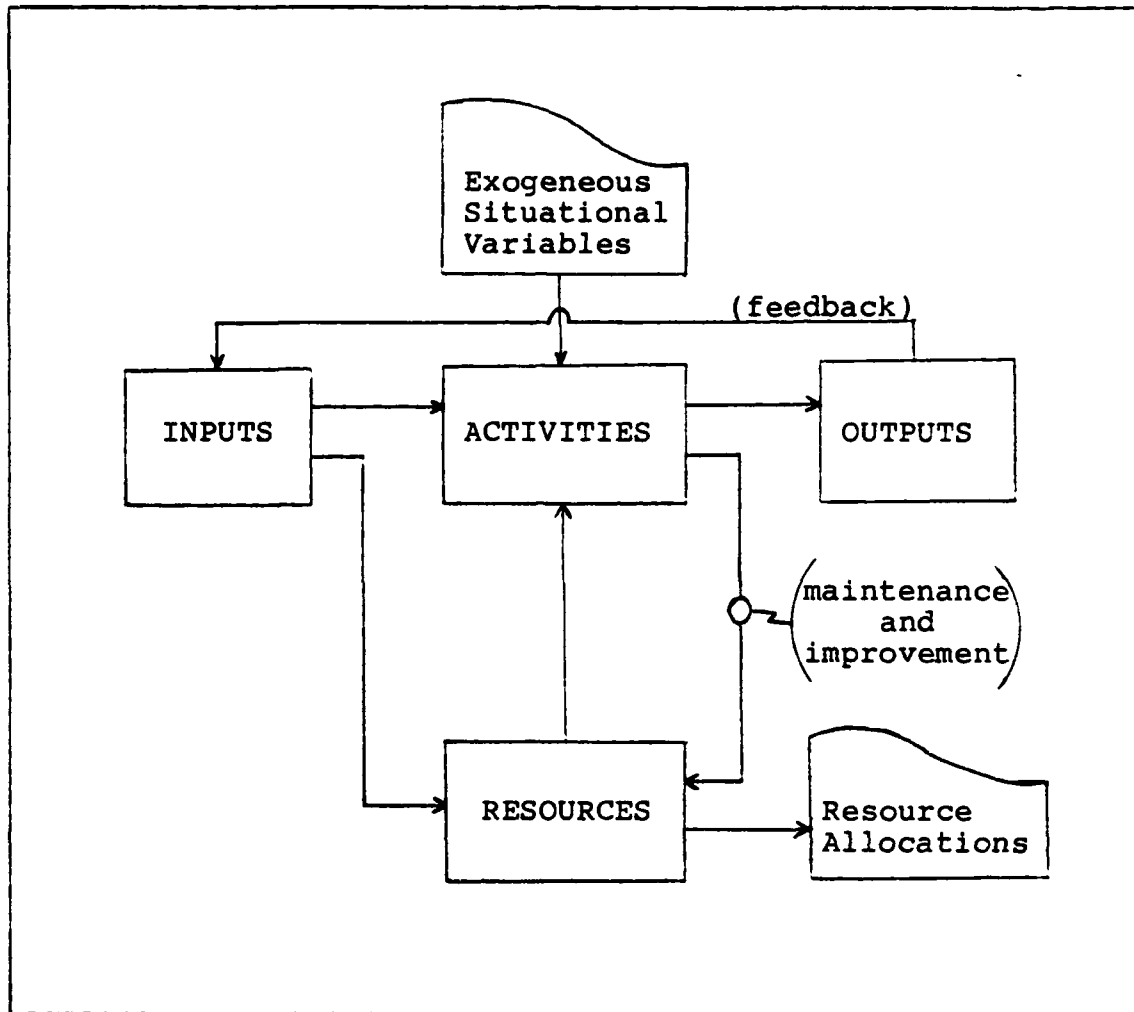 Exogeneous
Situational
Variables
(feedback)
INPUTS
ACTIVITIES
OUTPUTS
(maintenance
and
improvement)
RESOURCES
Resource
Allocations